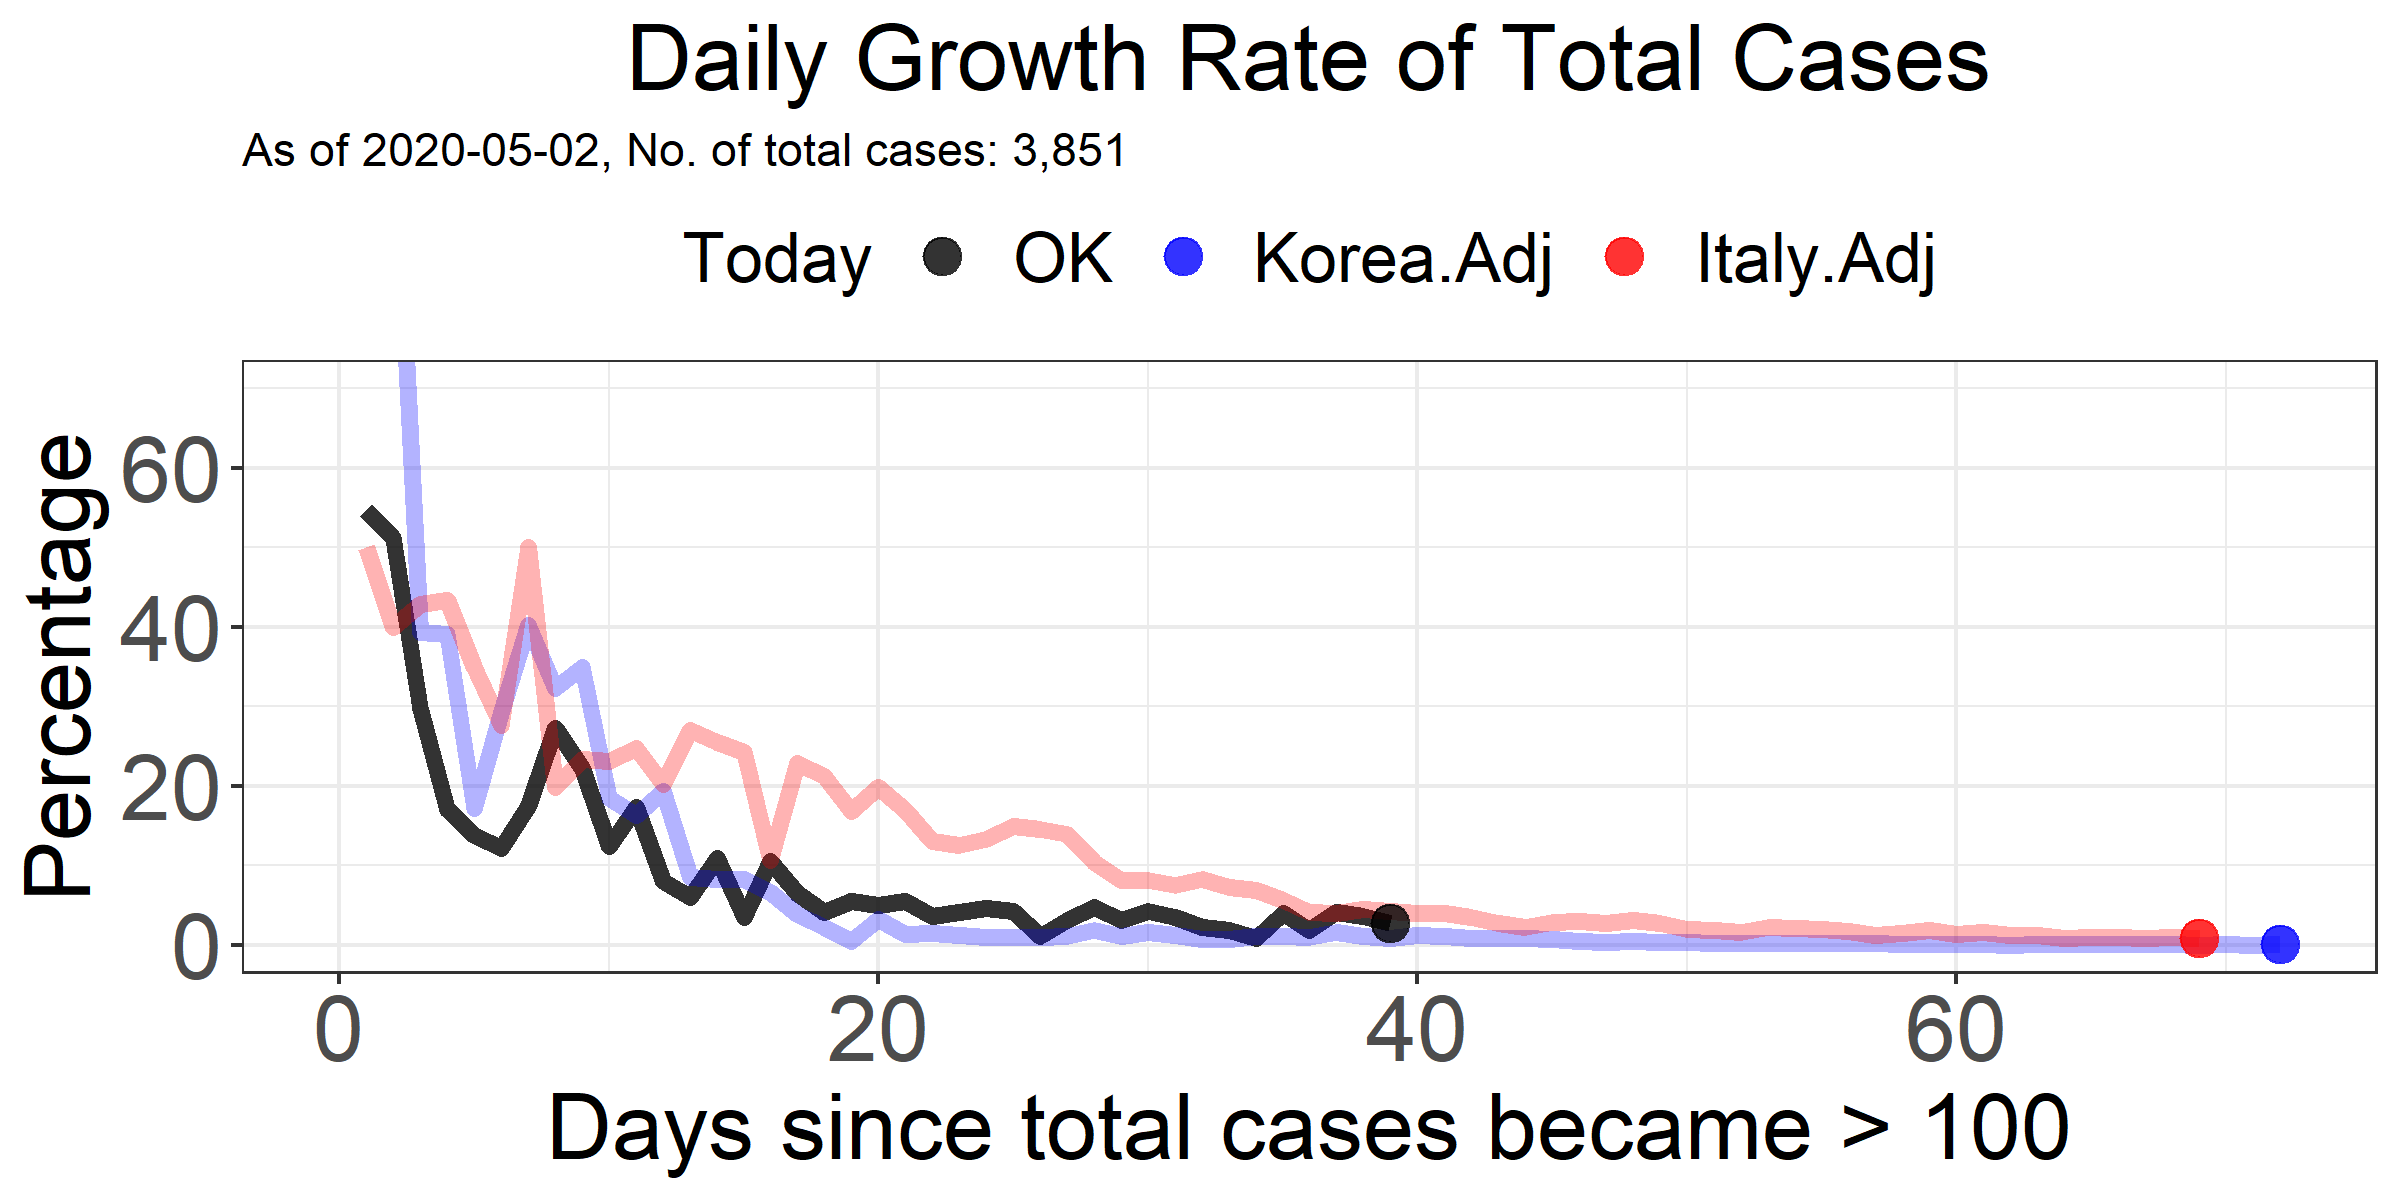 Daily Growth Rate of Total Cases
As of 2020-05-02, No. of total cases: 3,851
Today OK Korea.Adj Italy.Adj
Percentage
60
40
20
0
0 20 40 60
Days since total cases became > 100